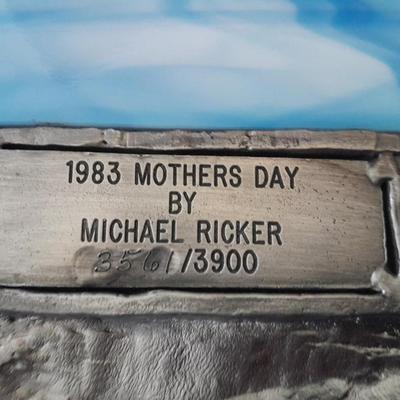 1983 MOTHERS DAY
BY
MICHAEL RICKER
3561/3900